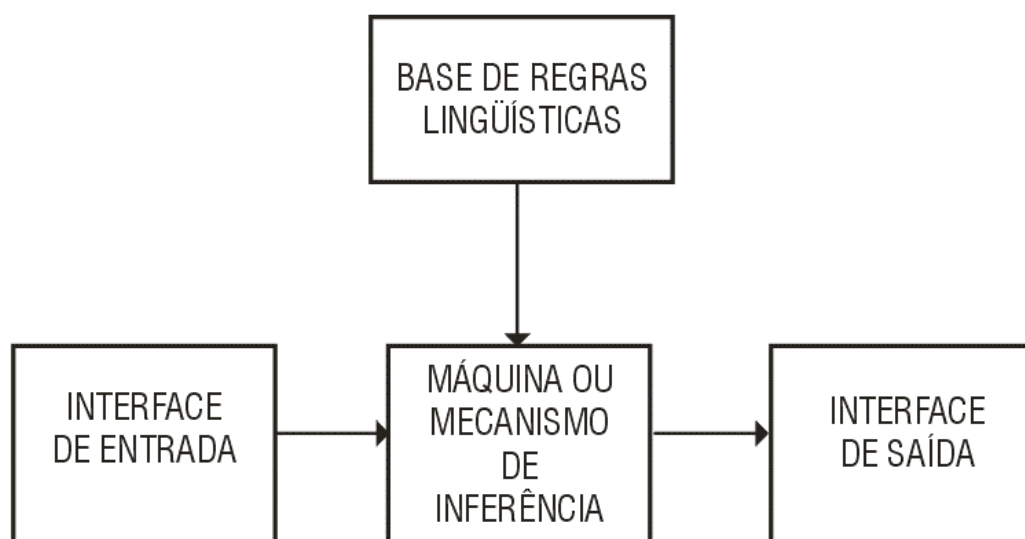 BASE DE REGRAS
LINGÜÍSTICAS
INTERFACE
DE ENTRADA
MÁQUINA OU
MECANISMO
DE
INFERÊNCIA
INTERFACE
DE SAÍDA